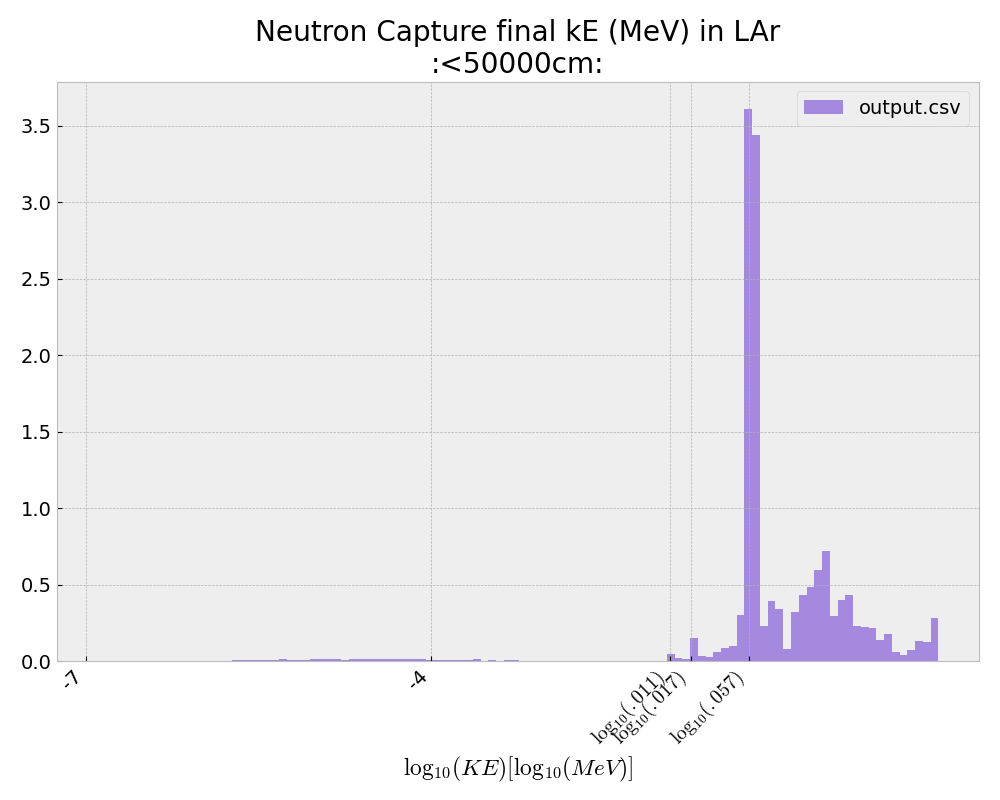 Neutron Capture final kE (MeV) in LAr
:<50000cm:
output.csv
3.5
3.0
2.5
2.0
1.5
1.0
0.5
0.0
-7
-4
log₁₀(.011)
log₁₀(.017)
log₁₀(.057)
log₁₀(KE)[log₁₀(MeV)]